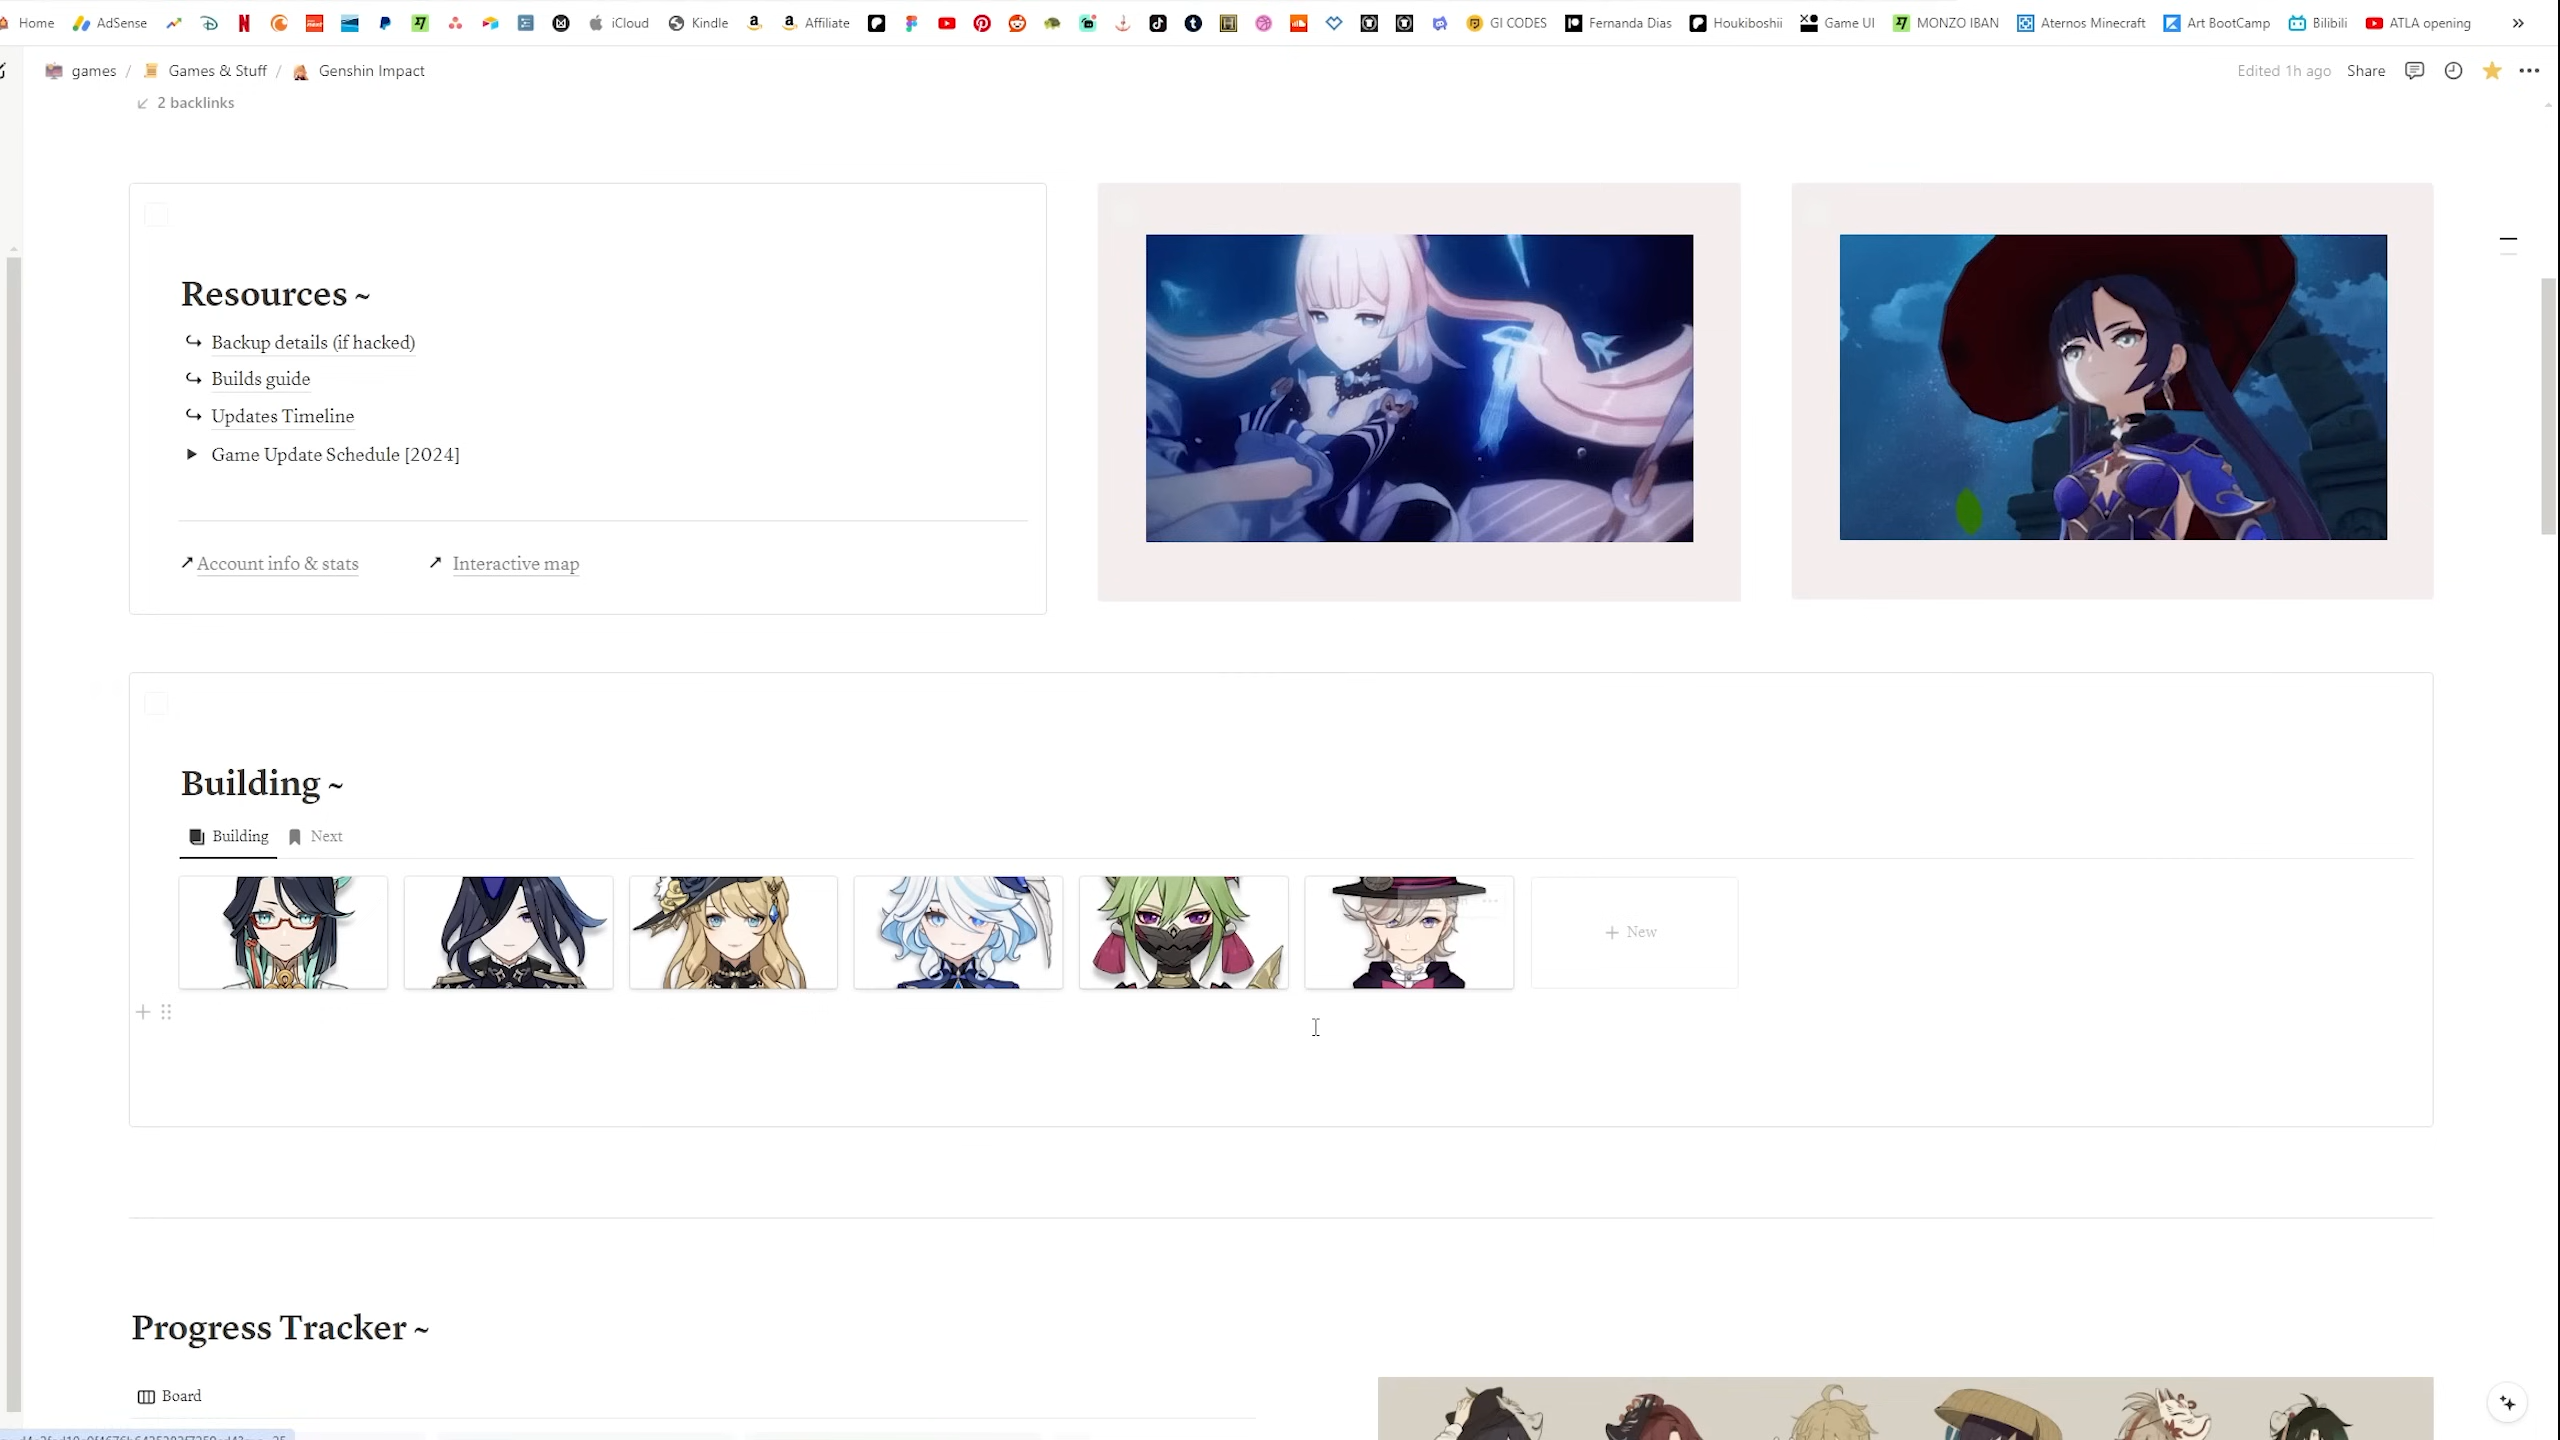 Home AdSense iCloud Kindle Affiliate GI CODES Fernanda Dias Houkiboshii Game UI MONZO IBAN Aternos Minecraft Art BootCamp Bilibili ATLA opening
games / Games & Stuff / Genshin Impact
Edited 1h ago Share
2 backlinks
Resources ~
Backup details (if hacked)
Builds guide
Updates Timeline
Game Update Schedule [2024]
Account info & stats Interactive map
Building ~
Building Next
+ New
Progress Tracker ~
Board